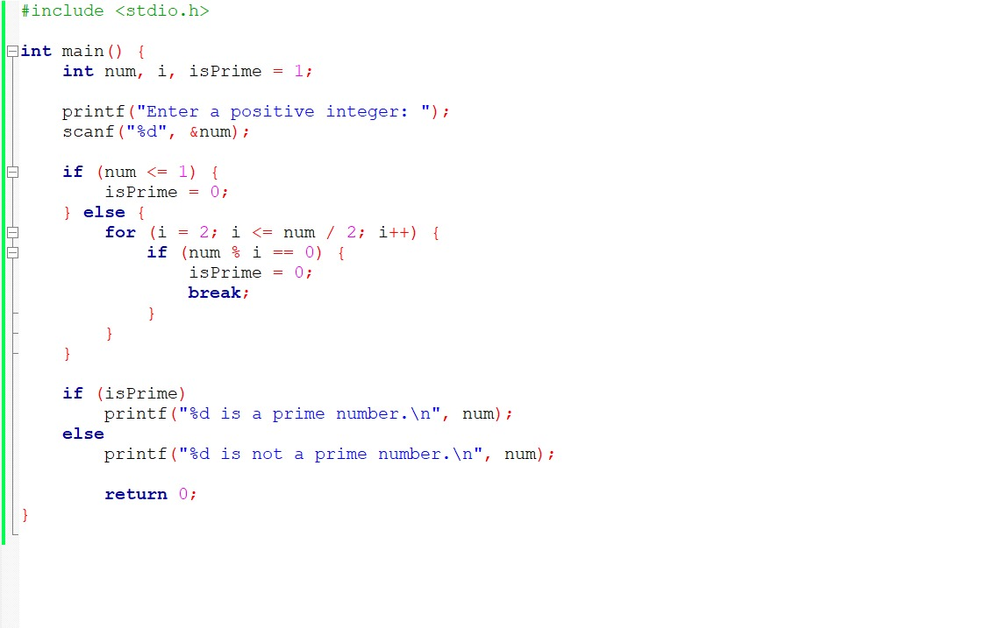 #include <stdio.h>

int main() {
    int num, i, isPrime = 1;

    printf("Enter a positive integer: ");
    scanf("%d", &num);

    if (num <= 1) {
        isPrime = 0;
    } else {
        for (i = 2; i <= num / 2; i++) {
            if (num % i == 0) {
                isPrime = 0;
                break;
            }
        }
    }

    if (isPrime)
        printf("%d is a prime number.\n", num);
    else
        printf("%d is not a prime number.\n", num);

        return 0;
}